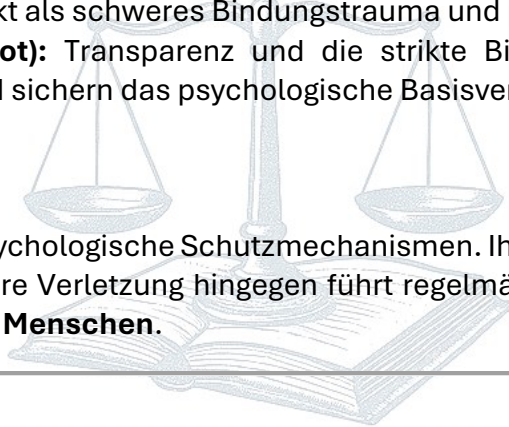 kt als schweres Bindungstrauma und
ot): Transparenz und die strikte Bi
l sichern das psychologische Basisver
ychologische Schutzmechanismen. Ih
re Verletzung hingegen führt regelmä
Menschen.